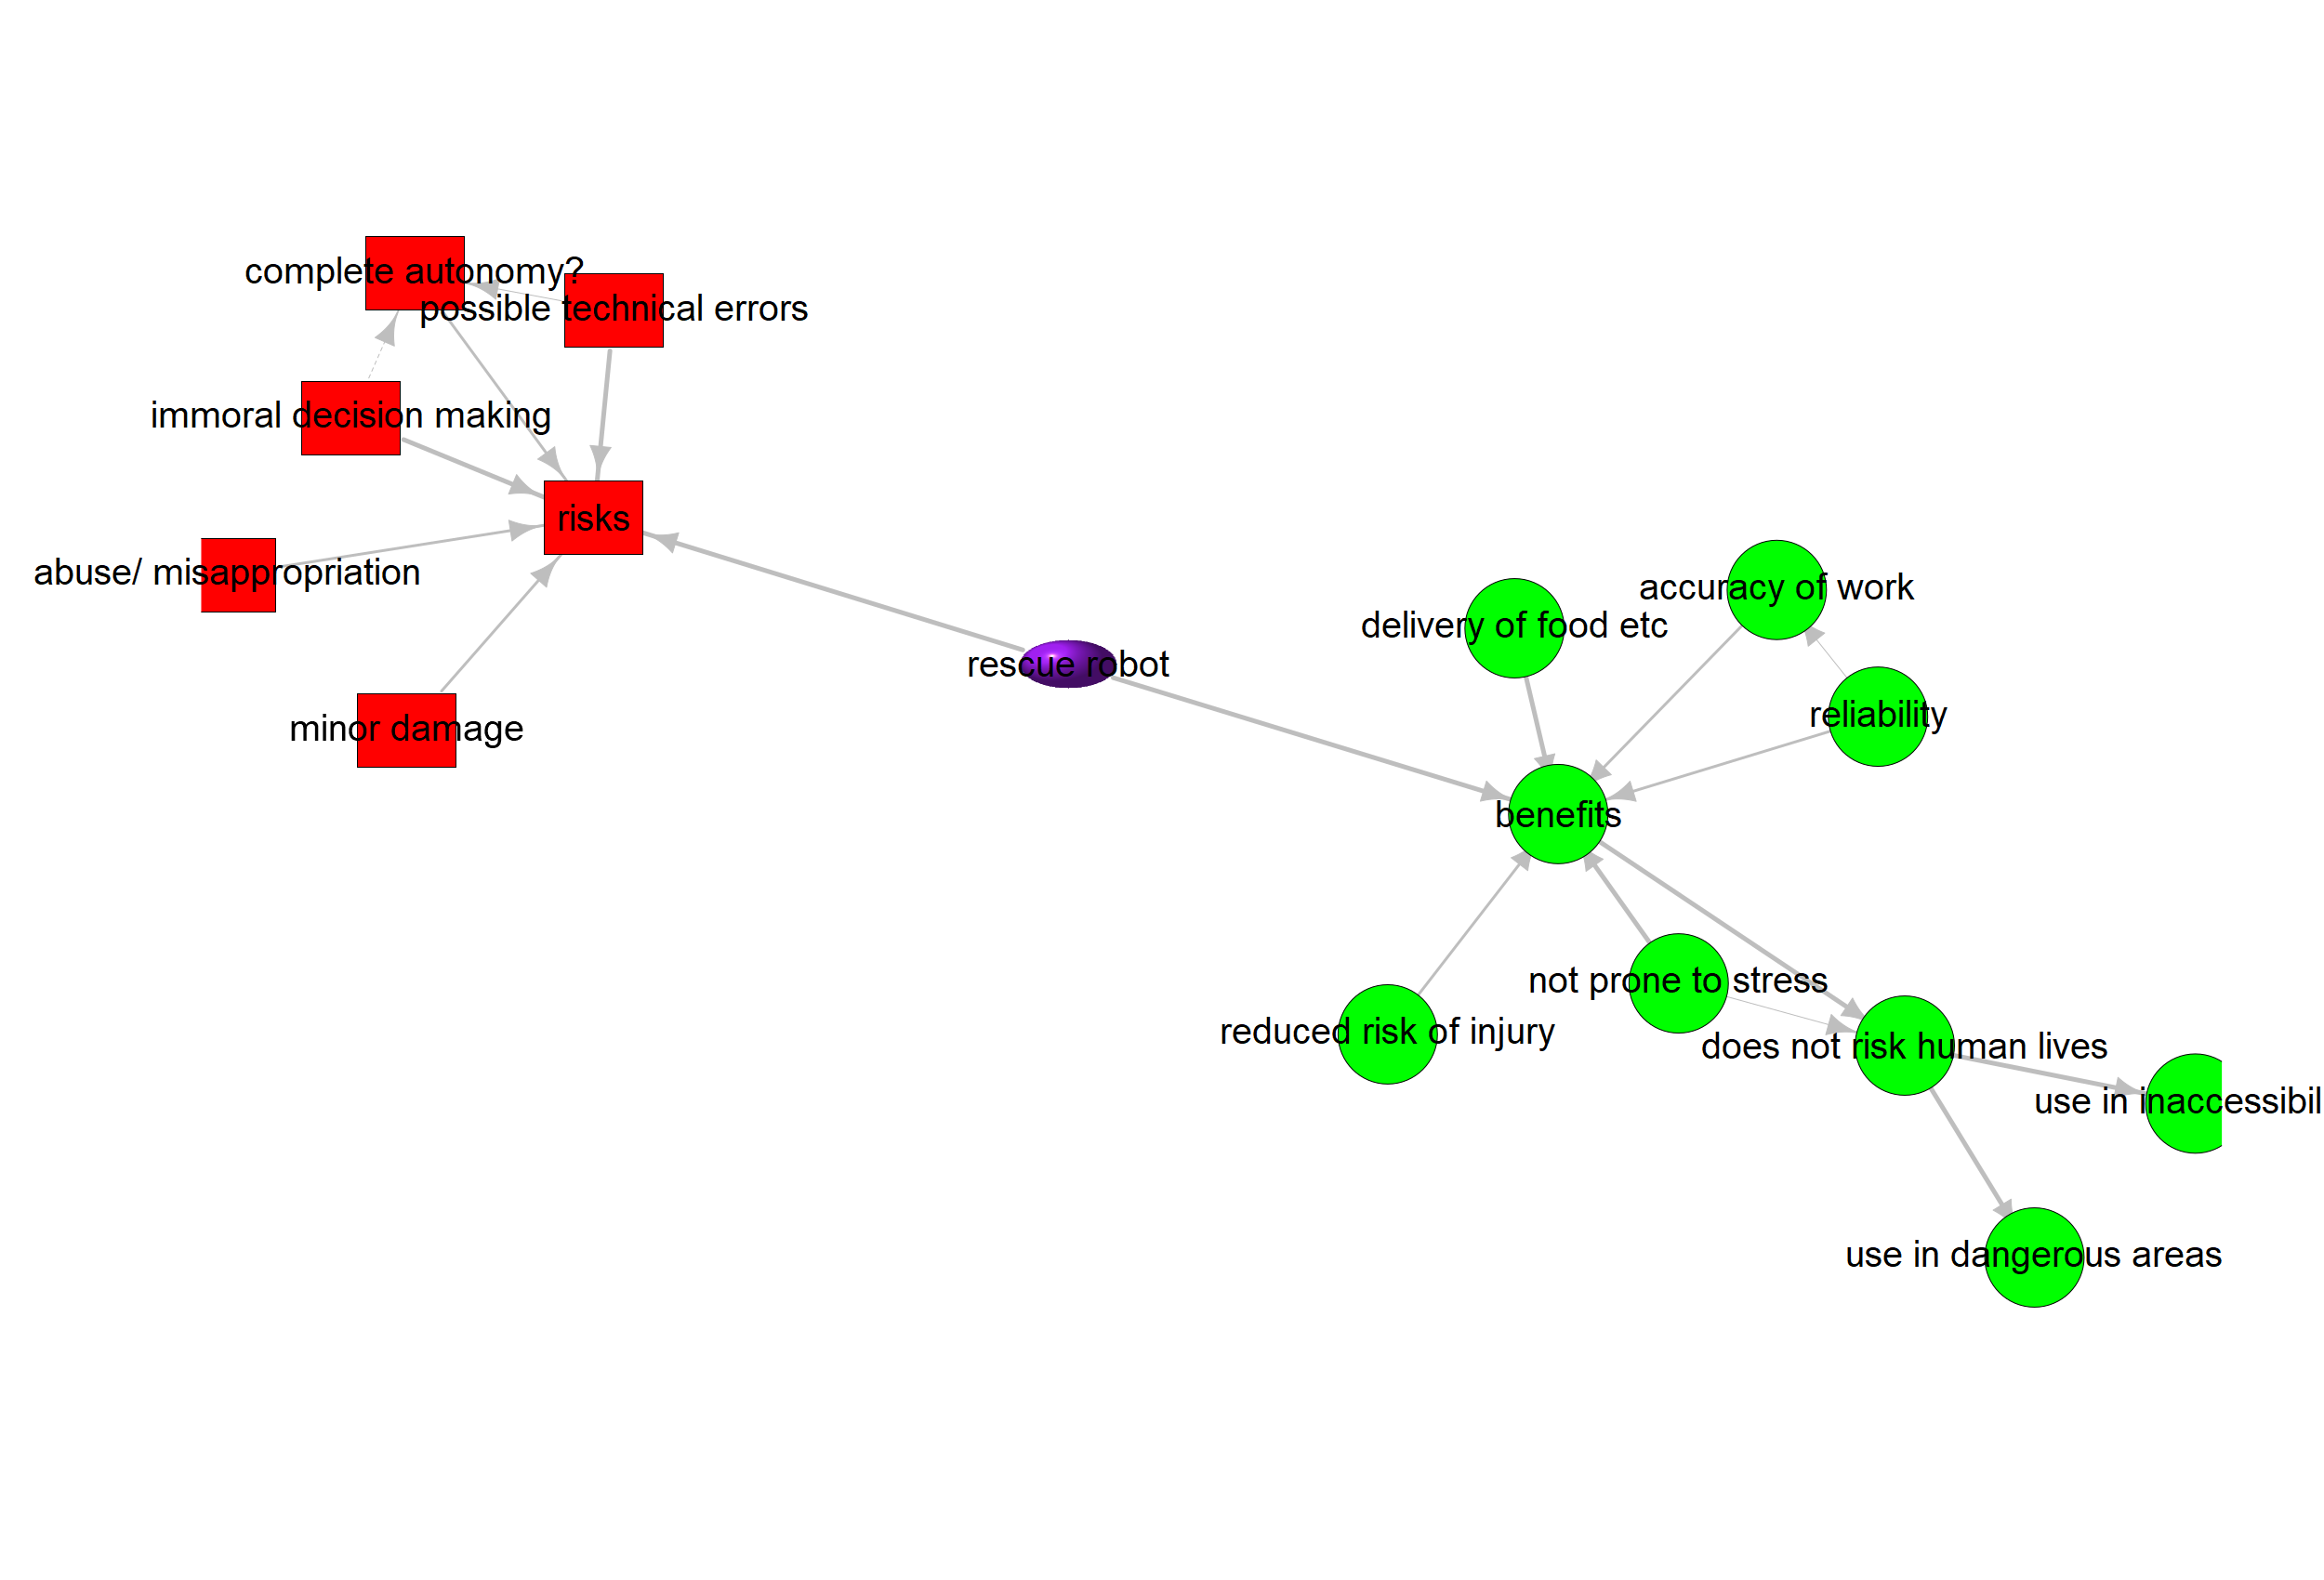 complete autonomy?
possible technical errors
immoral decision making
risks
abuse/ misappropriation
minor damage
rescue robot
delivery of food etc
accuracy of work
reliability
benefits
not prone to stress
reduced risk of injury
does not risk human lives
use in inaccessibil
use in dangerous areas